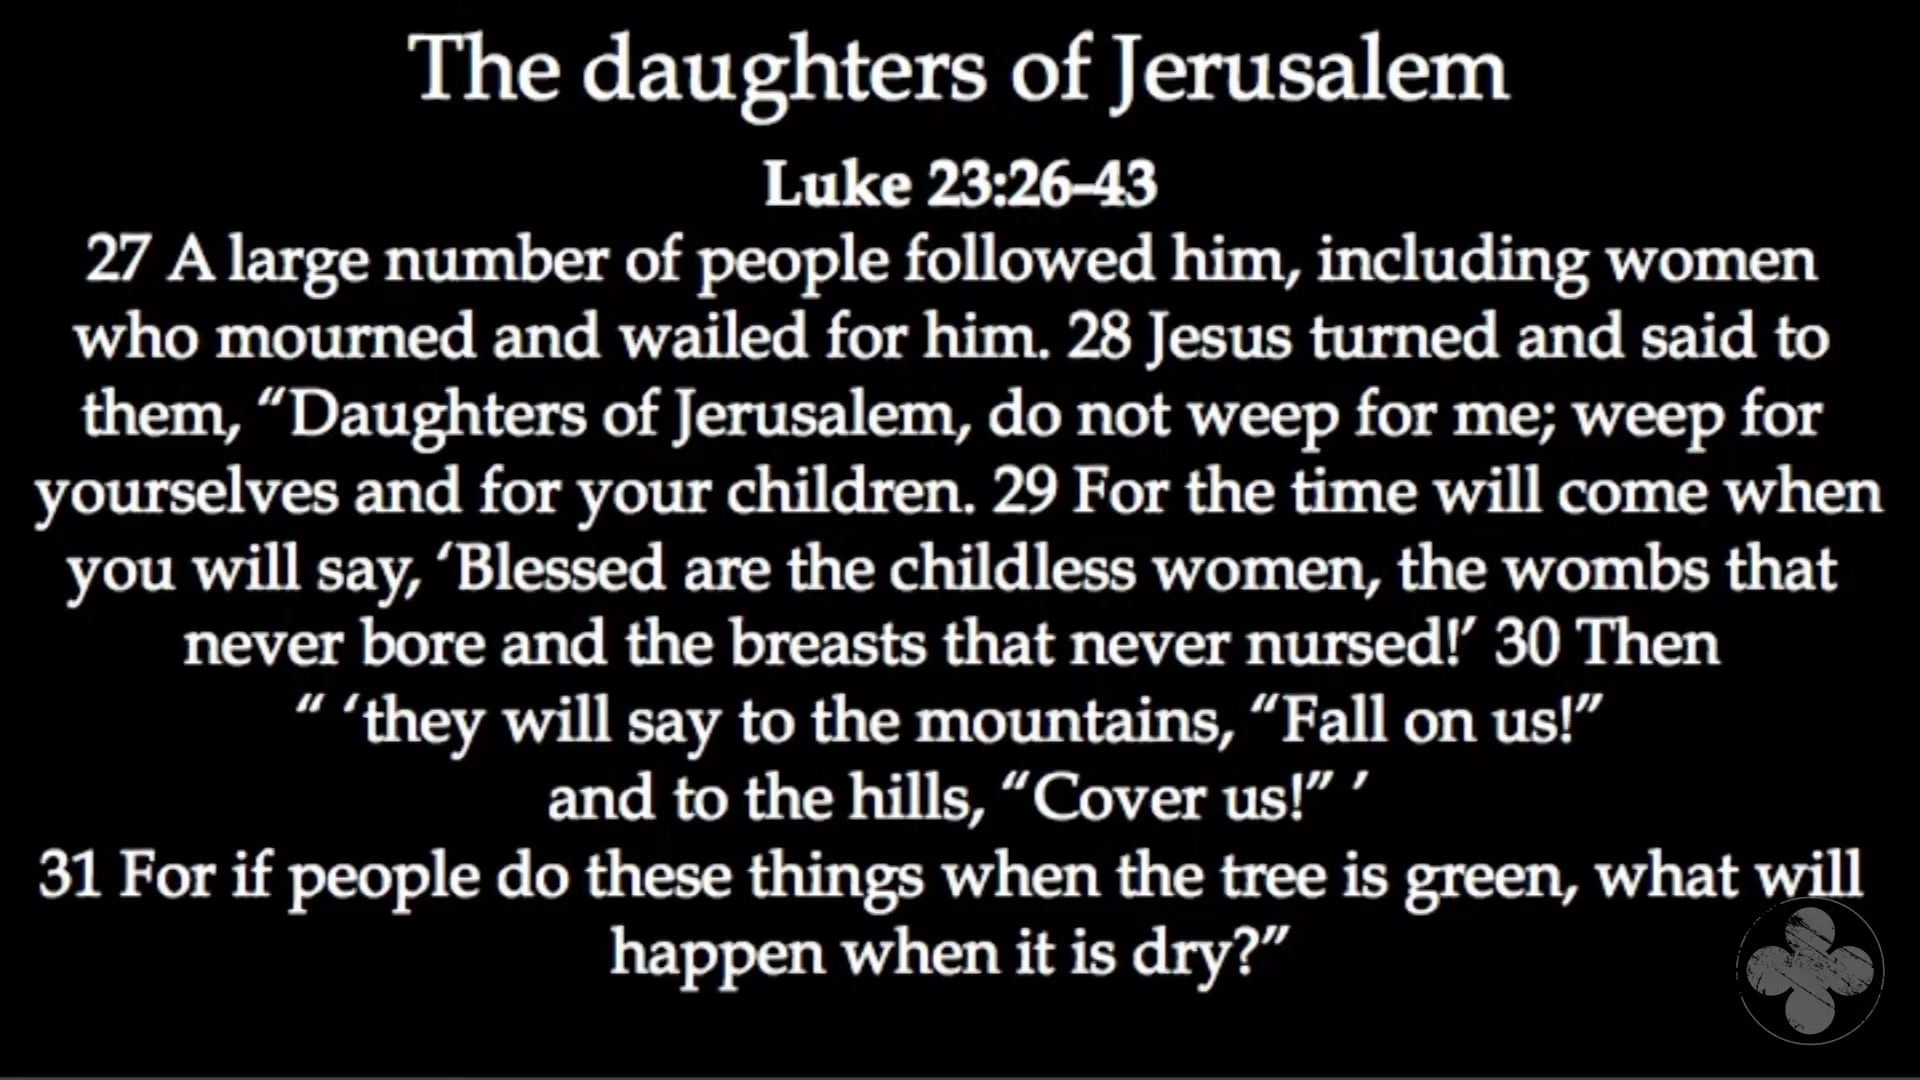 The daughters of Jerusalem
Luke 23:26-43
27 A large number of people followed him, including women
who mourned and wailed for him. 28 Jesus turned and said to
them, “Daughters of Jerusalem, do not weep for me; weep for
yourselves and for your children. 29 For the time will come when
you will say, ‘Blessed are the childless women, the wombs that
never bore and the breasts that never nursed!’ 30 Then
“ ‘they will say to the mountains, “Fall on us!”
and to the hills, “Cover us!” ’
31 For if people do these things when the tree is green, what will
happen when it is dry?”